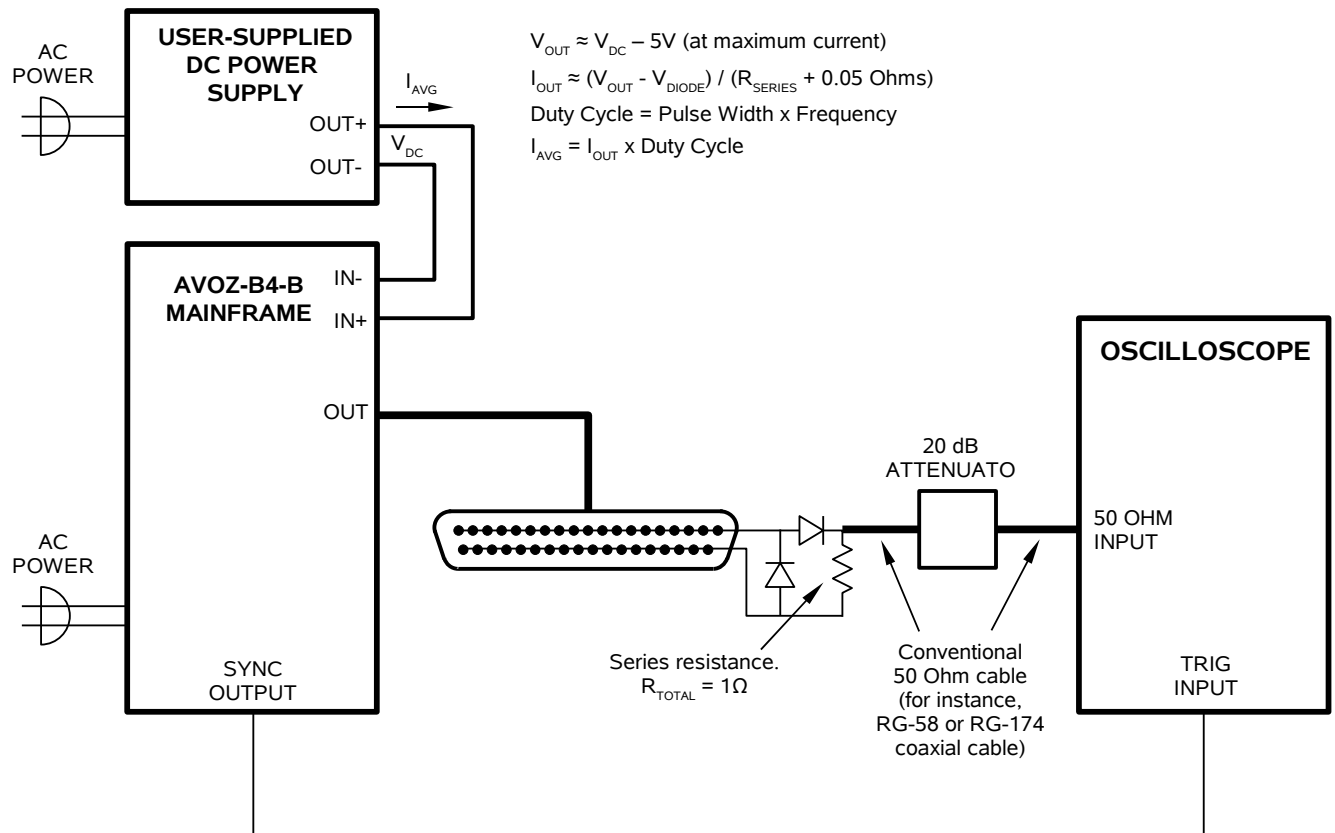 AC
POWER
USER-SUPPLIED
DC POWER
SUPPLY
OUT+
OUT-
I_AVG
V_DC
V_OUT ≈ V_DC – 5V (at maximum current)
I_OUT ≈ (V_OUT - V_DIODE) / (R_SERIES + 0.05 Ohms)
Duty Cycle = Pulse Width x Frequency
I_AVG = I_OUT x Duty Cycle
AVOZ-B4-B
MAINFRAME
IN-
IN+
OUT
AC
POWER
SYNC
OUTPUT
Series resistance.
R_TOTAL = 1Ω
20 dB
ATTENUATO
Conventional
50 Ohm cable
(for instance,
RG-58 or RG-174
coaxial cable)
OSCILLOSCOPE
50 OHM
INPUT
TRIG
INPUT